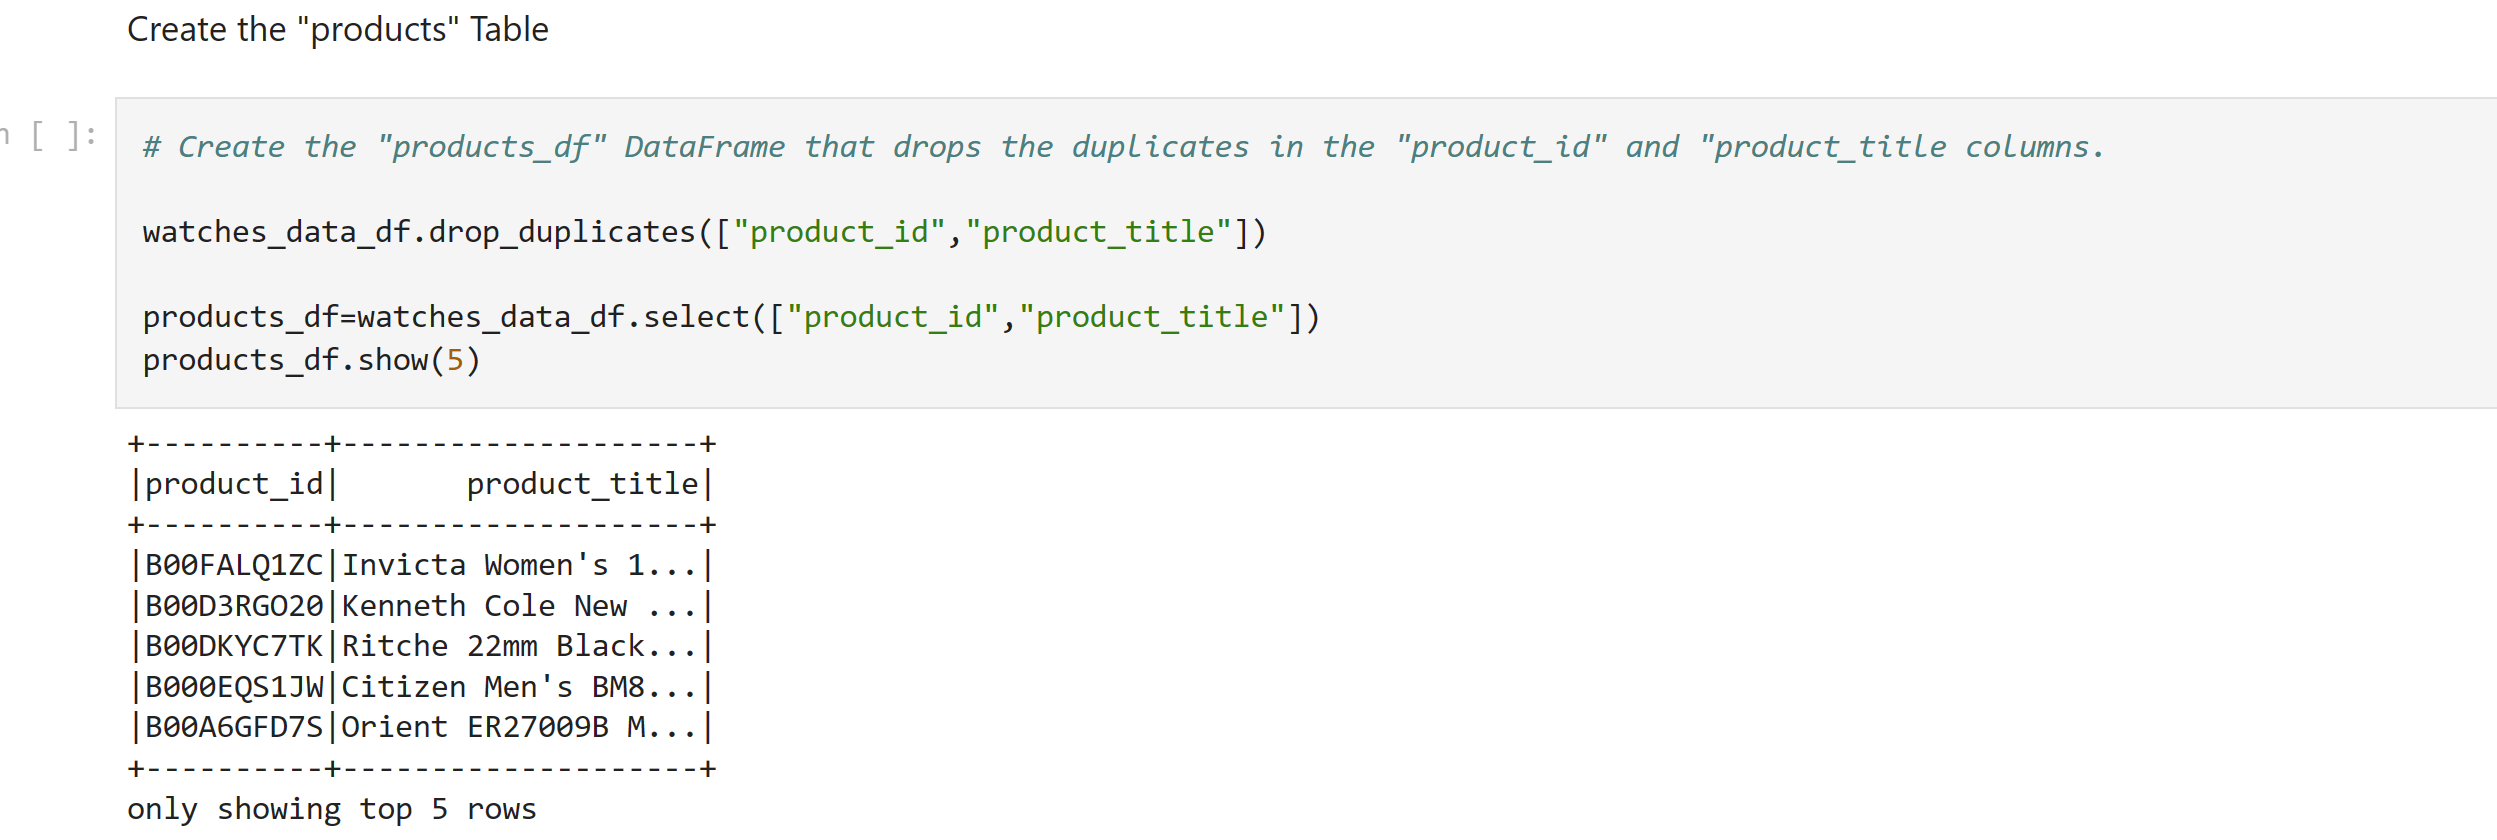 Create the "products" Table
n [ ]:
# Create the "products_df" DataFrame that drops the duplicates in the "product_id" and "product_title columns.
watches_data_df.drop_duplicates(["product_id","product_title"])
products_df=watches_data_df.select(["product_id","product_title"])
products_df.show(5)
+----------+--------------------+
|product_id|       product_title|
+----------+--------------------+
|B00FALQ1ZC|Invicta Women's 1...|
|B00D3RGO20|Kenneth Cole New ...|
|B00DKYC7TK|Ritche 22mm Black...|
|B000EQS1JW|Citizen Men's BM8...|
|B00A6GFD7S|Orient ER27009B M...|
+----------+--------------------+
only showing top 5 rows